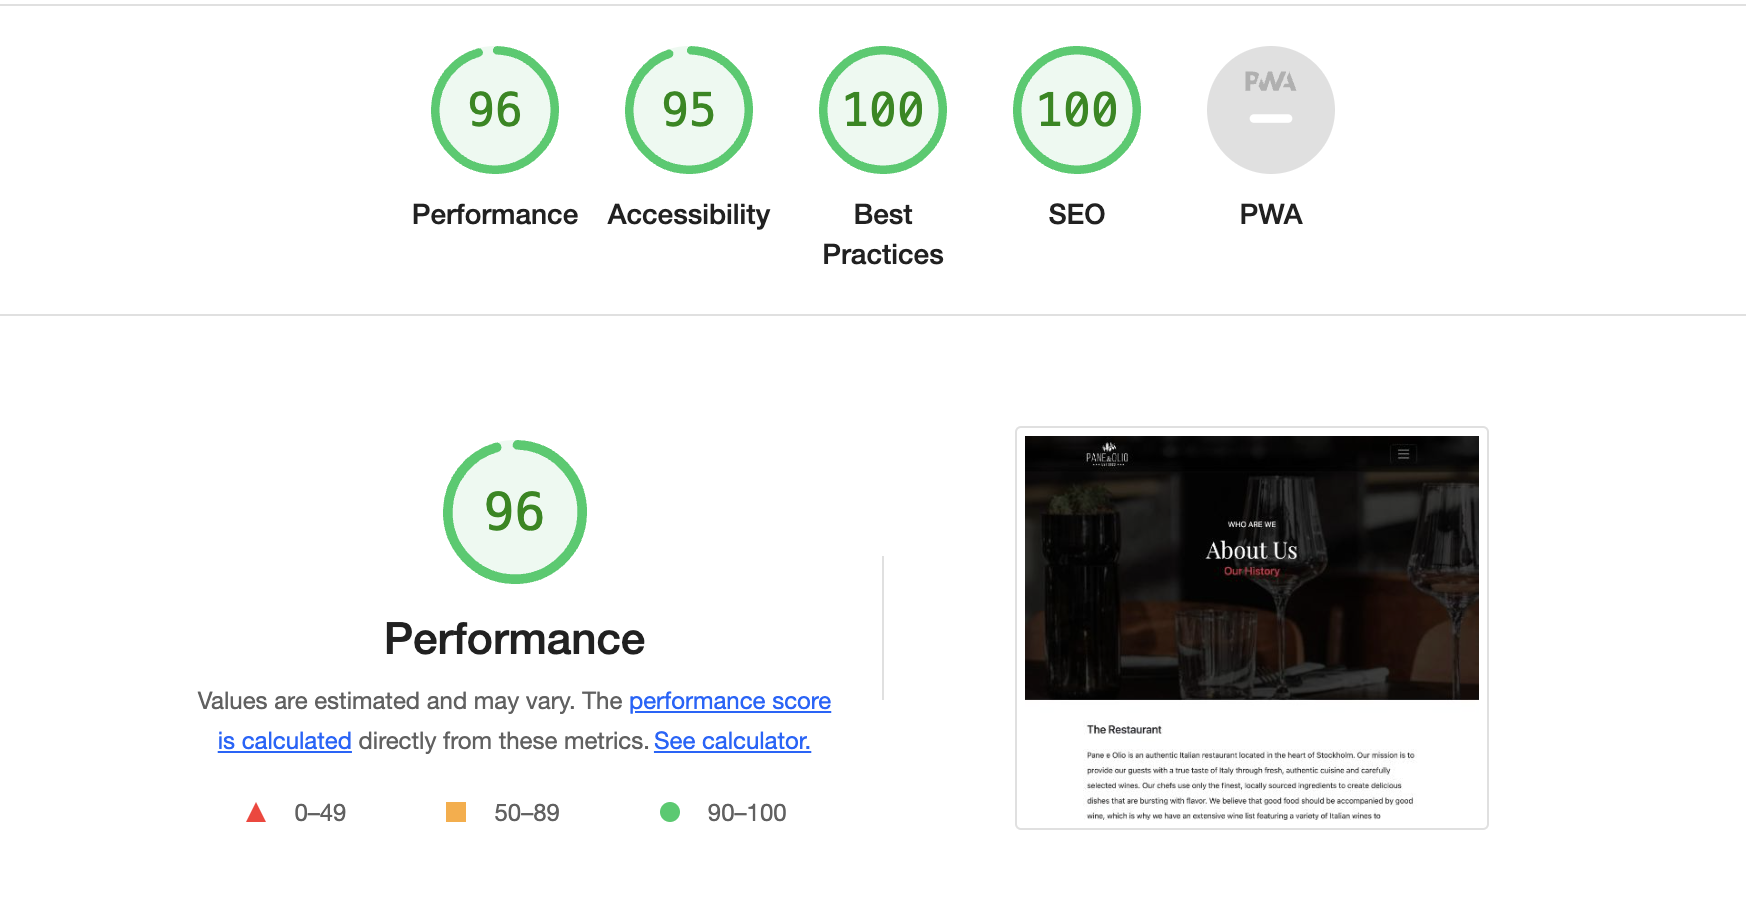 96
95
100
100
PWA
Performance
Accessibility
Best
Practices
SEO
PWA
96
Performance
Values are estimated and may vary. The performance score
is calculated directly from these metrics. See calculator.
0–49
50–89
90–100
PANE & OLIO
WHO ARE WE
About Us
Our History
The Restaurant
Pane e Olio is an authentic Italian restaurant located in the heart of Stockholm. Our mission is to
provide our guests with a true taste of Italy through fresh, authentic cuisine and carefully
selected wines. Our chefs use only the finest, locally sourced ingredients to create delicious
dishes that are bursting with flavor. We believe that good food should be accompanied by good
wine, which is why we have an extensive wine list featuring a variety of Italian wines to